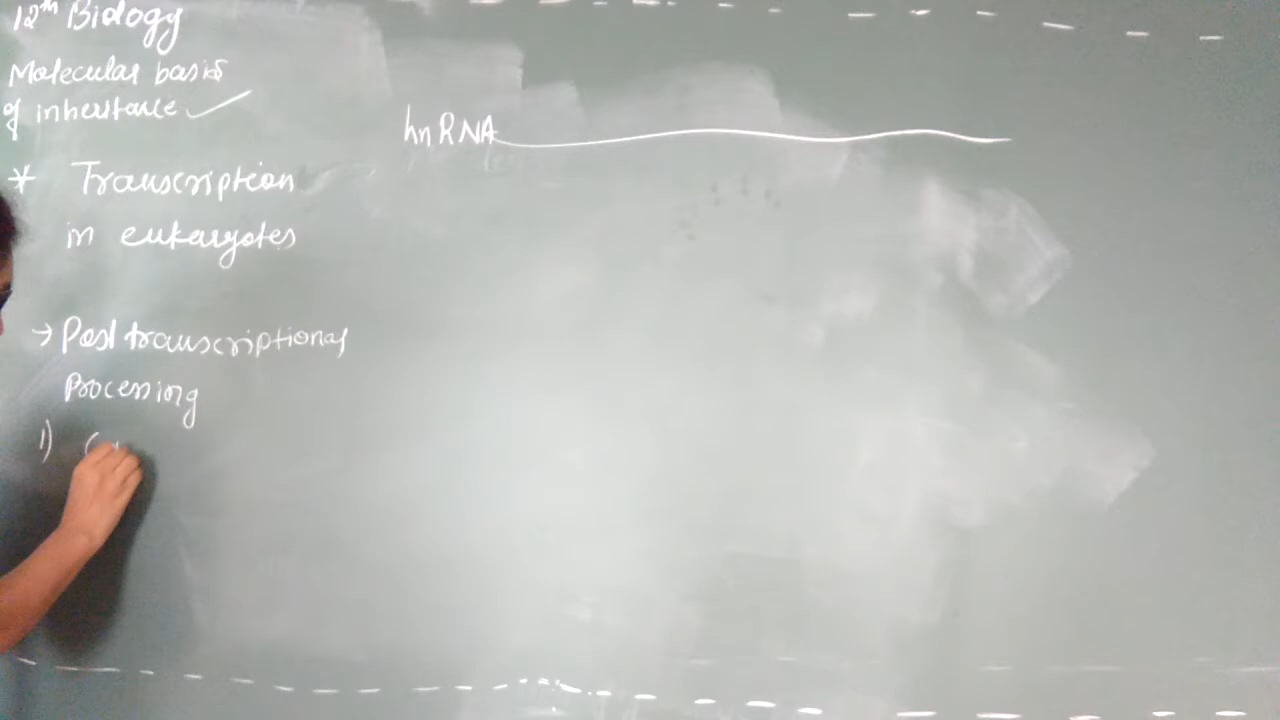 12th Biology
Molecular basis
of inheritance
* Transcription
in eukaryotes
hnRNA
→ Post transcriptional
Processing
1)